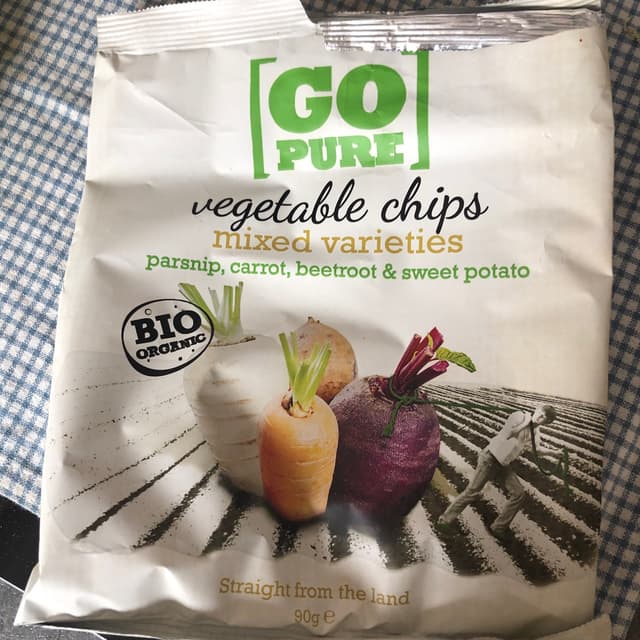 [GO
PURE]
vegetable chips
mixed varieties
parsnip, carrot, beetroot & sweet potato
BIO
ORGANIC
Straight from the land
90g ℮